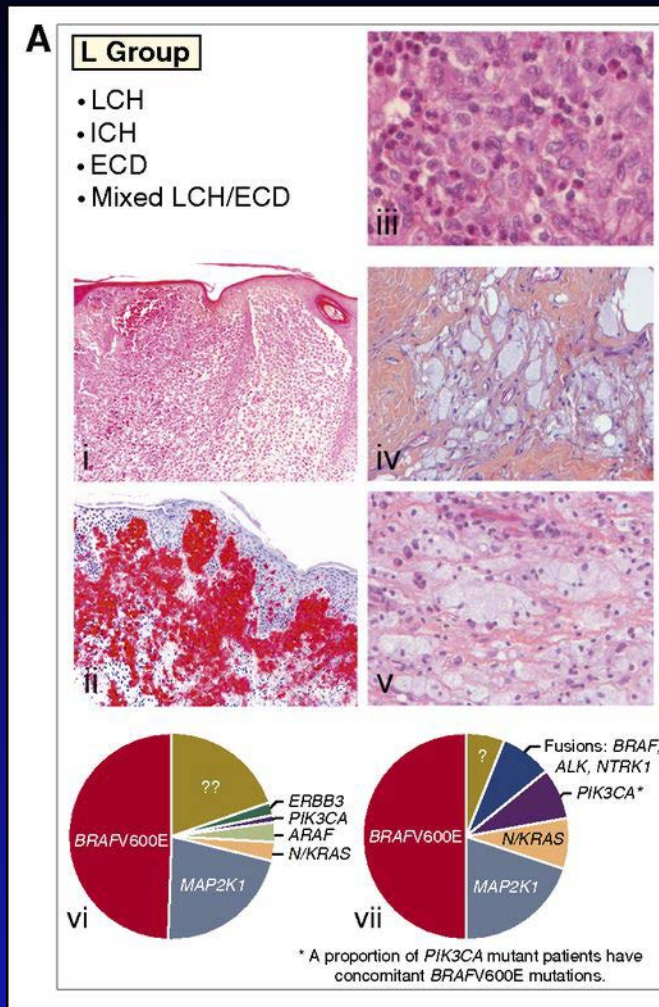 A
L Group
• LCH
• ICH
• ECD
• Mixed LCH/ECD
iii
i
iv
ii
v
??
ERBB3
PIK3CA
ARAF
N/KRAS
BRAFV600E
MAP2K1
vi
?
Fusions: BRAF,
ALK, NTRK1
PIK3CA*
N/KRAS
BRAFV600E
MAP2K1
vii
* A proportion of PIK3CA mutant patients have
concomitant BRAFV600E mutations.